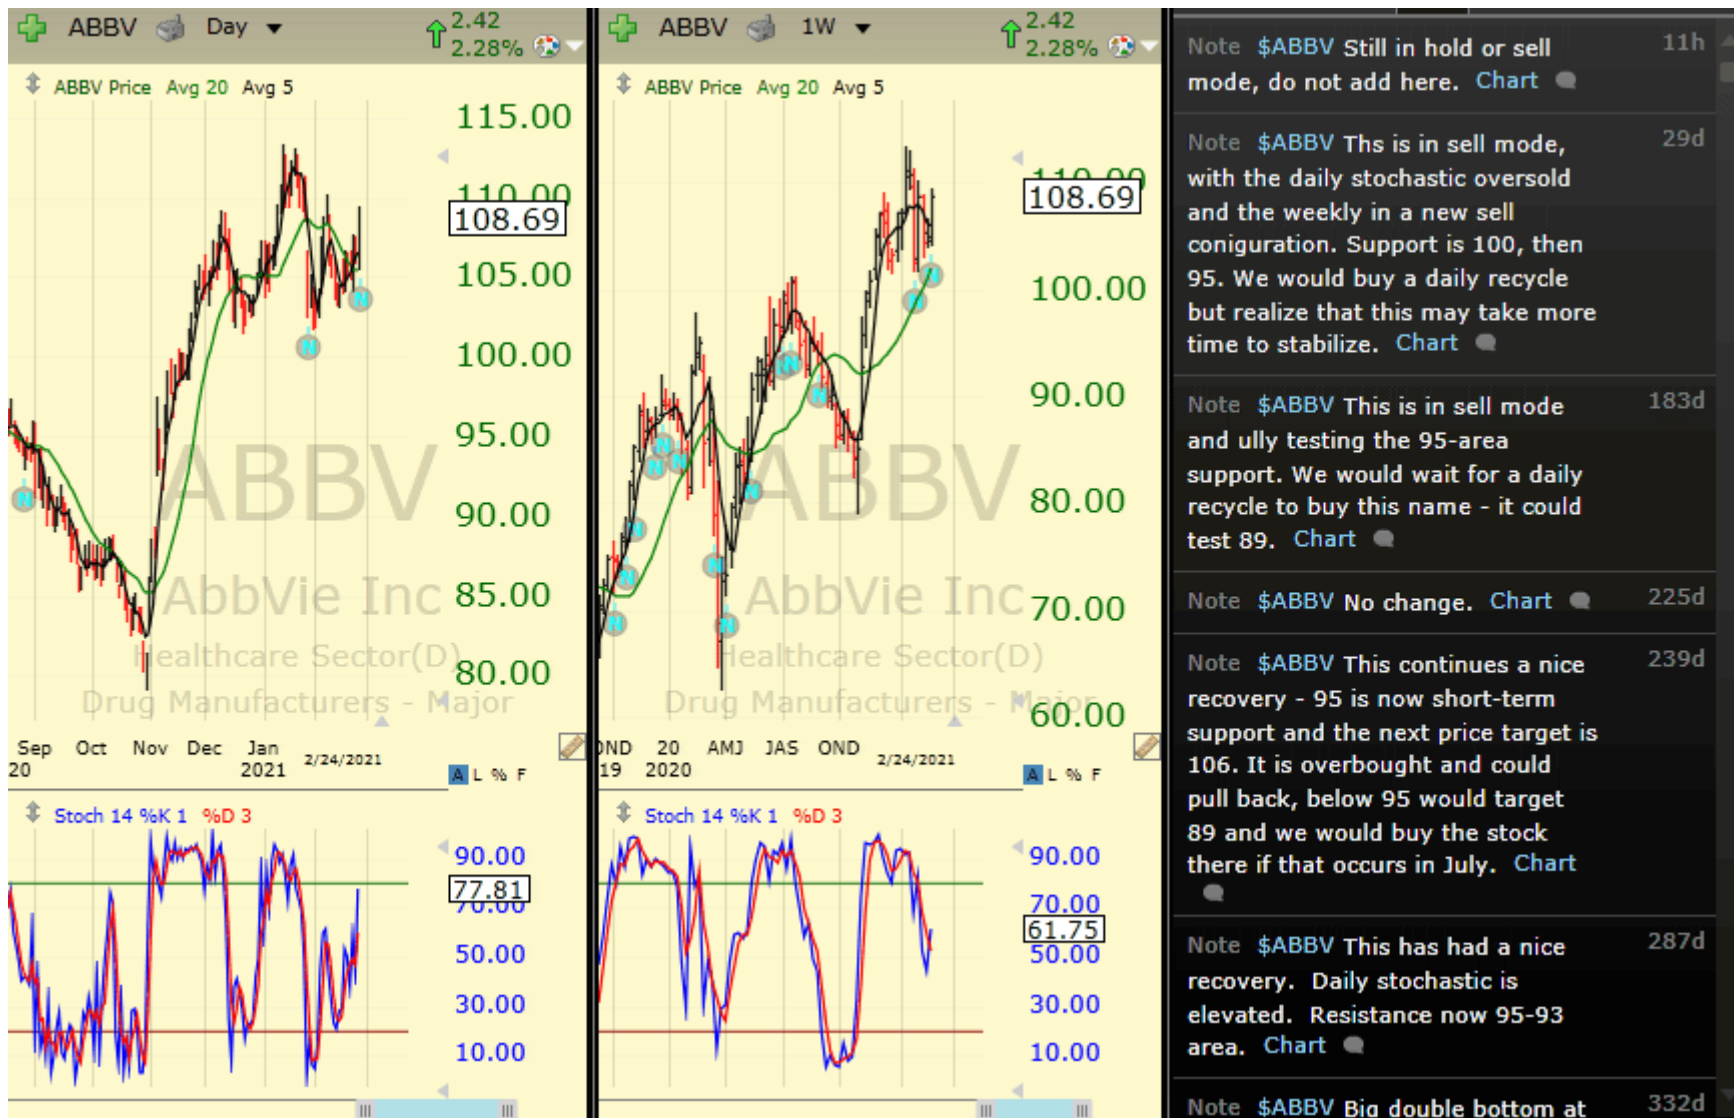 ABBV Day
2.42
2.28%
ABBV Price Avg 20 Avg 5
115.00
110.00
108.69
105.00
100.00
95.00
90.00
85.00
80.00
ABBV
AbbVie Inc
Healthcare Sector(D)
Drug Manufacturers - Major
N
N
N
Sep Oct Nov Dec Jan
20 2021 2/24/2021
A L % F
Stoch 14 %K 1 %D 3
90.00
77.81
70.00
50.00
30.00
10.00
ABBV 1W
2.42
2.28%
ABBV Price Avg 20 Avg 5
110.00
108.69
100.00
90.00
80.00
70.00
60.00
ABBV
AbbVie Inc
Healthcare Sector(D)
Drug Manufacturers - Major
N
N
N
N
N
N
N
N
N
N
N
N
N
N
OND 20 AMJ JAS OND
19 2020 2/24/2021
A L % F
Stoch 14 %K 1 %D 3
90.00
70.00
61.75
50.00
30.00
10.00
Note $ABBV Still in hold or sell 11h
mode, do not add here. Chart
Note $ABBV Ths is in sell mode, 29d
with the daily stochastic oversold
and the weekly in a new sell
coniguration. Support is 100, then
95. We would buy a daily recycle
but realize that this may take more
time to stabilize. Chart
Note $ABBV This is in sell mode 183d
and ully testing the 95-area
support. We would wait for a daily
recycle to buy this name - it could
test 89. Chart
Note $ABBV No change. Chart 225d
Note $ABBV This continues a nice 239d
recovery - 95 is now short-term
support and the next price target is
106. It is overbought and could
pull back, below 95 would target
89 and we would buy the stock
there if that occurs in July. Chart
Note $ABBV This has had a nice 287d
recovery. Daily stochastic is
elevated. Resistance now 95-93
area. Chart
Note $ABBV Big double bottom at 332d